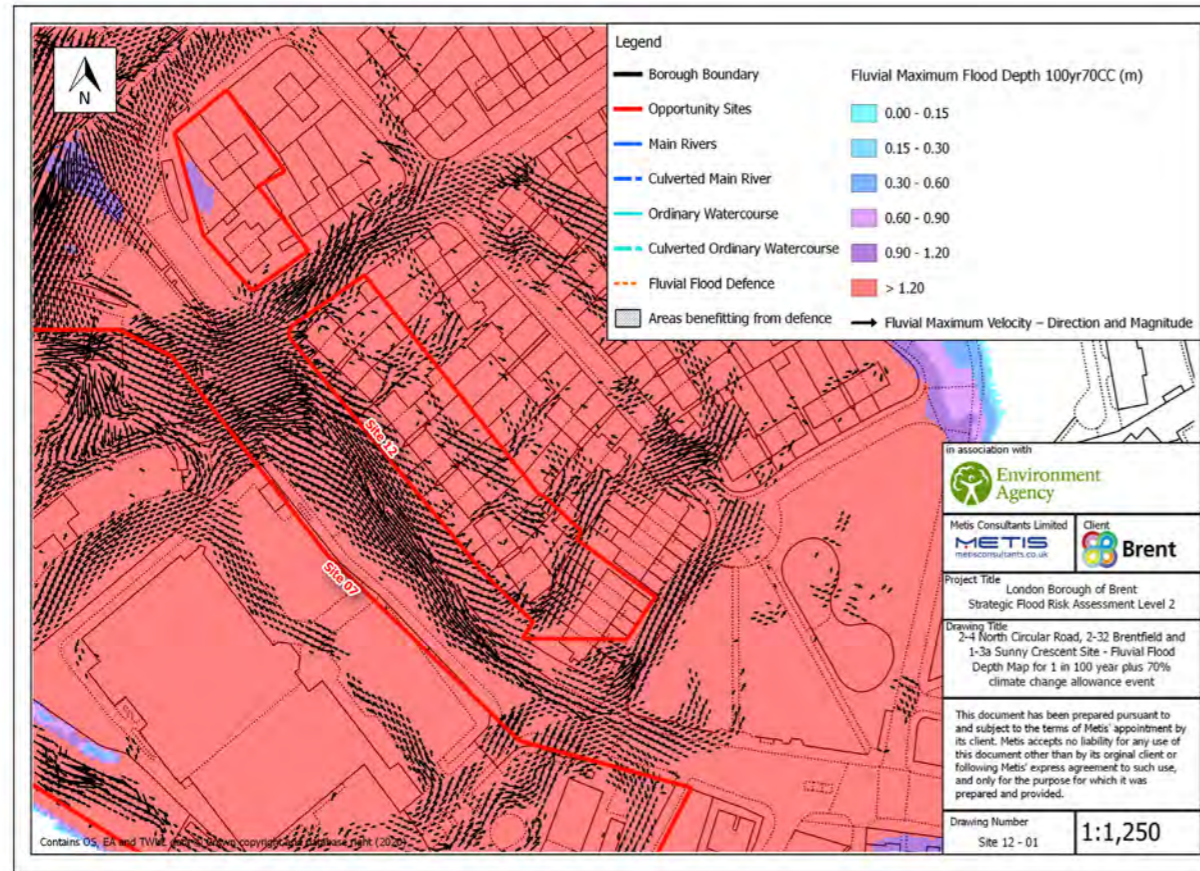 N
Legend
Borough Boundary
Opportunity Sites
Main Rivers
Culverted Main River
Ordinary Watercourse
Culverted Ordinary Watercourse
Fluvial Flood Defence
Areas benefitting from defence
Fluvial Maximum Flood Depth 100yr70CC (m)
0.00 - 0.15
0.15 - 0.30
0.30 - 0.60
0.60 - 0.90
0.90 - 1.20
> 1.20
Fluvial Maximum Velocity – Direction and Magnitude
Site 12
Site 07
in association with
Environment
Agency
Metis Consultants Limited
METIS
metisconsultants.co.uk
Client
Brent
Project Title
London Borough of Brent
Strategic Flood Risk Assessment Level 2
Drawing Title
2-4 North Circular Road, 2-32 Brentfield and
1-3a Sunny Crescent Site - Fluvial Flood
Depth Map for 1 in 100 year plus 70%
climate change allowance event
This document has been prepared pursuant to
and subject to the terms of Metis' appointment by
its client. Metis accepts no liability for any use of
this document other than by its orginal client or
following Metis' express agreement to such use,
and only for the purpose for which it was
prepared and provided.
Drawing Number
Site 12 - 01
1:1,250
Contains OS, EA and TWUL data © Crown copyright and database right